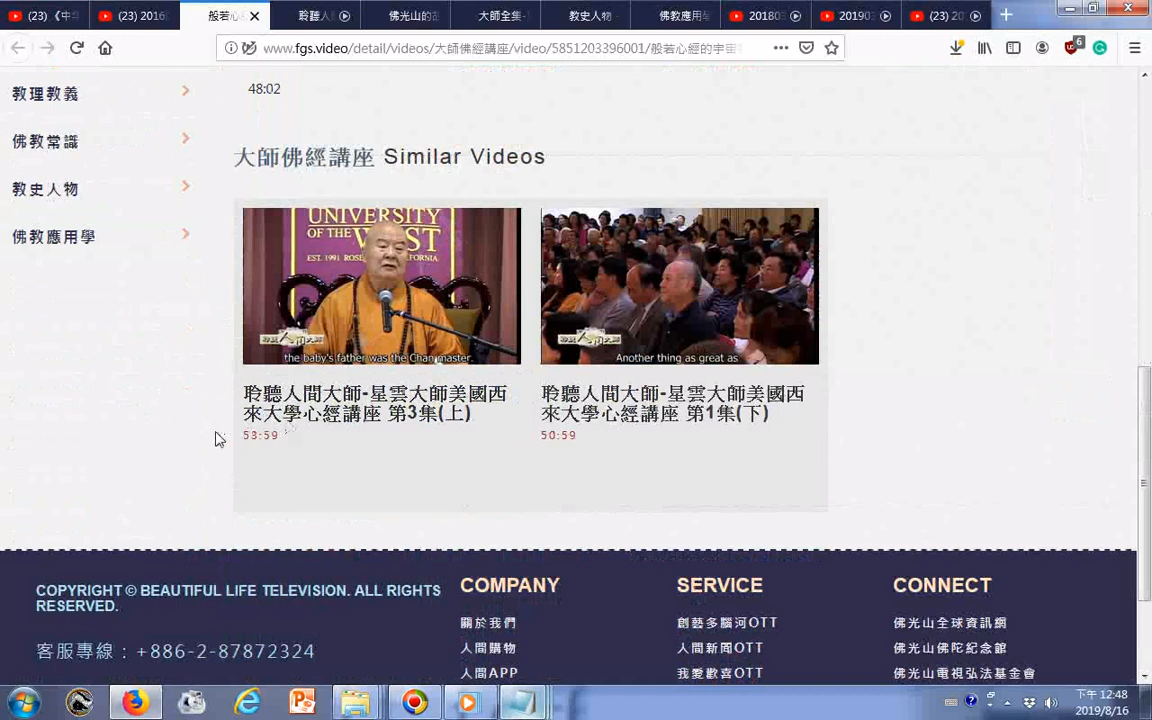 (23) 《中
(23) 2016
般若心
聆聽人
佛光山的
大師全集-
教史人物
佛教應用
201803
201903
(23) 20
www.fgs.video/detail/videos/大師佛經講座/video/5851203396001/般若心經的宇宙
6
教理教義
佛教常識
教史人物
佛教應用學
48:02
大師佛經講座 Similar Videos
UNIVERSITY
OF THE WEST
EST. 1991 ROSEMEAD, CALIFORNIA
the baby's father was the Chan master.
Another thing as great as
聆聽人間大師-星雲大師美國西
來大學心經講座 第3集(上)
53:59
聆聽人間大師-星雲大師美國西
來大學心經講座 第1集(下)
50:59
COPYRIGHT © BEAUTIFUL LIFE TELEVISION. ALL RIGHTS
RESERVED.
客服專線：+886-2-87872324
COMPANY
關於我們
人間購物
人間APP
SERVICE
創藝多腦河OTT
人間新聞OTT
我愛歡喜OTT
CONNECT
佛光山全球資訊網
佛光山佛陀紀念館
佛光山電視弘法基金會
下午 12:48
2019/8/16